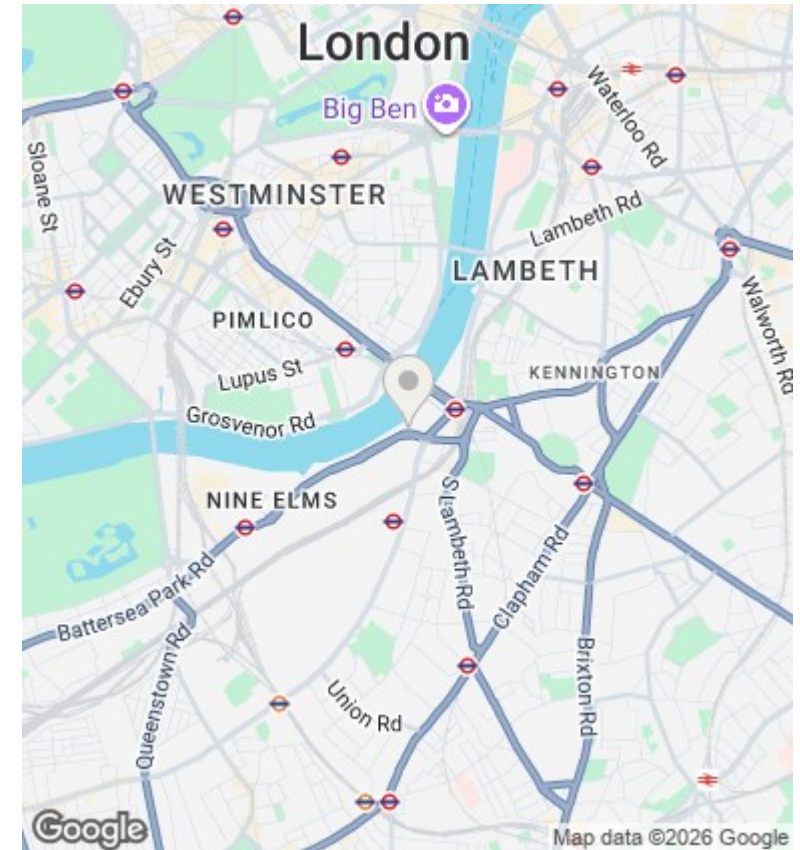 London
Big Ben
Waterloo Rd
Sloane St
WESTMINSTER
Lambeth Rd
Ebury St
LAMBETH
Walworth Rd
PIMLICO
Lupus St
KENNINGTON
Grosvenor Rd
NINE ELMS
S Lambeth Rd
Clapham Rd
Battersea Park Rd
Queenstown Rd
Brixton Rd
Union Rd
Google
Map data ©2026 Google